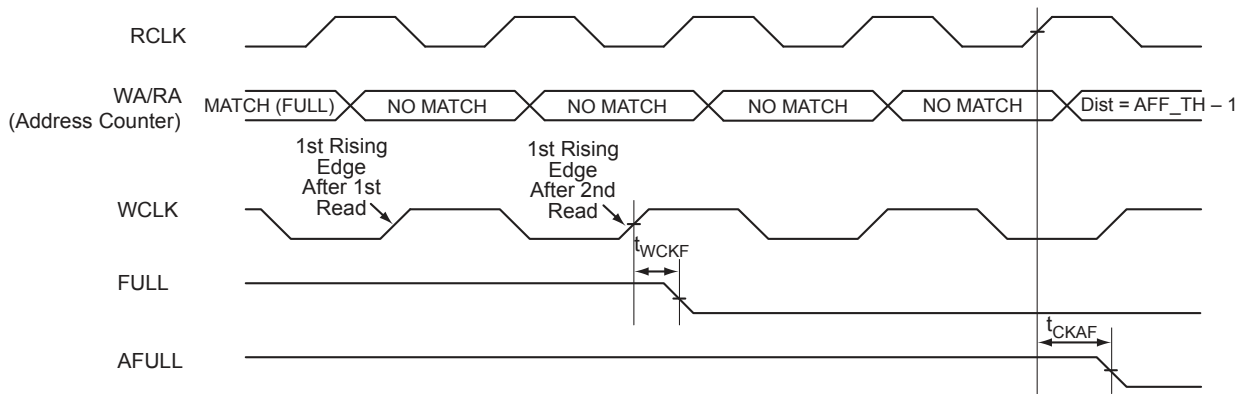 RCLK
WA/RA
(Address Counter)
MATCH (FULL)
NO MATCH
NO MATCH
NO MATCH
NO MATCH
Dist = AFF_TH – 1
1st Rising
Edge
After 1st
Read
1st Rising
Edge
After 2nd
Read
WCLK
tWCKF
FULL
tCKAF
AFULL